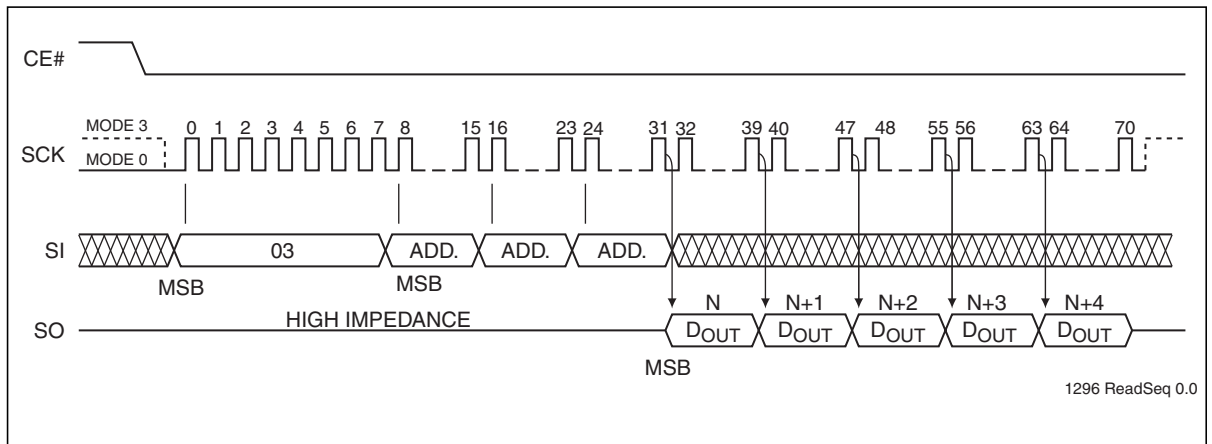 CE#
MODE 3
0 1 2 3 4 5 6 7 8 15 16 23 24 31 32 39 40 47 48 55 56 63 64 70
SCK
MODE 0
SI
03 ADD. ADD. ADD.
MSB MSB
N N+1 N+2 N+3 N+4
HIGH IMPEDANCE
SO
DOUT DOUT DOUT DOUT DOUT
MSB
1296 ReadSeq 0.0